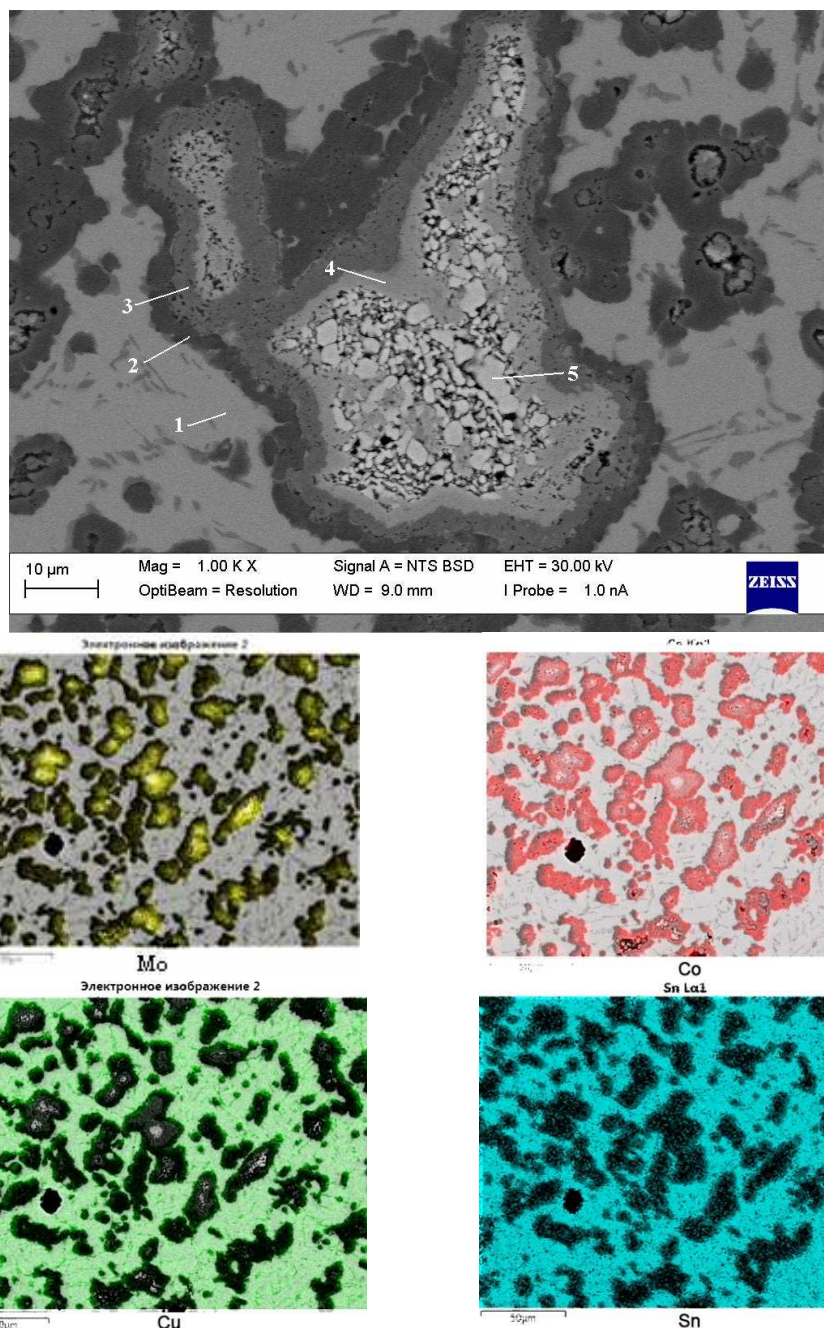 4
3
5
2
1
10 µm
Mag = 1.00 K X
Signal A = NTS BSD
EHT = 30.00 kV
OptiBeam = Resolution
WD = 9.0 mm
I Probe = 1.0 nA
ZEISS
Электронное изображение 2
Mo
Co
Электронное изображение 2
Sn Lα1
50µm
Cu
Sn